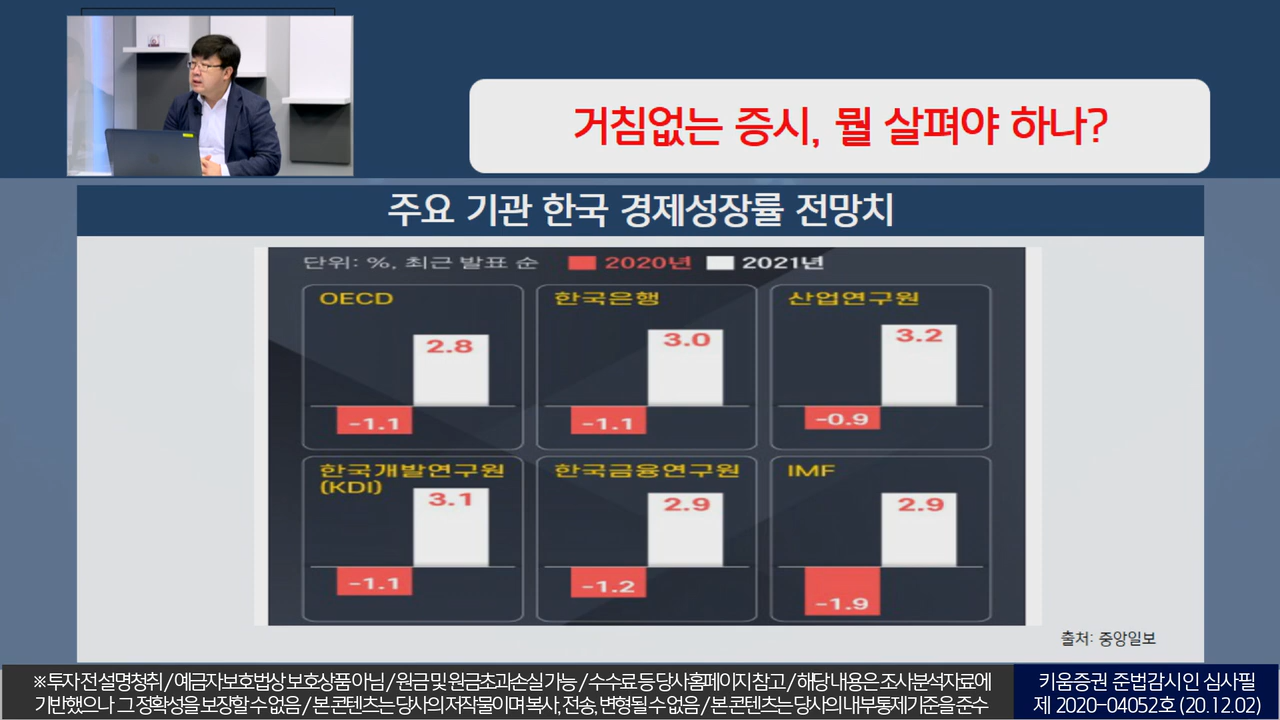 거침없는 증시, 뭘 살펴야 하나?
주요 기관 한국 경제성장률 전망치
단위: %, 최근 발표 순 2020년 2021년
OECD
2.8
-1.1
한국은행
3.0
-1.1
산업연구원
3.2
-0.9
한국개발연구원
(KDI)
3.1
-1.1
한국금융연구원
2.9
-1.2
IMF
2.9
-1.9
출처: 중앙일보
※ 투자 전 설명청취 / 예금자보호법상 보호상품 아님 / 원금 및 원금초과손실 가능 / 수수료 등 당사 홈페이지 참고 / 해당 내용은 조사분석자료에
기반했으나 그 정확성을 보장할 수 없음 / 본 콘텐츠는 당사의 저작물이며 복사, 전송, 변형될 수 없음 / 본 콘텐츠는 당사의 내부통제기준을 준수
키움증권 준법감시인 심사필
제 2020-04052호 (20.12.02)